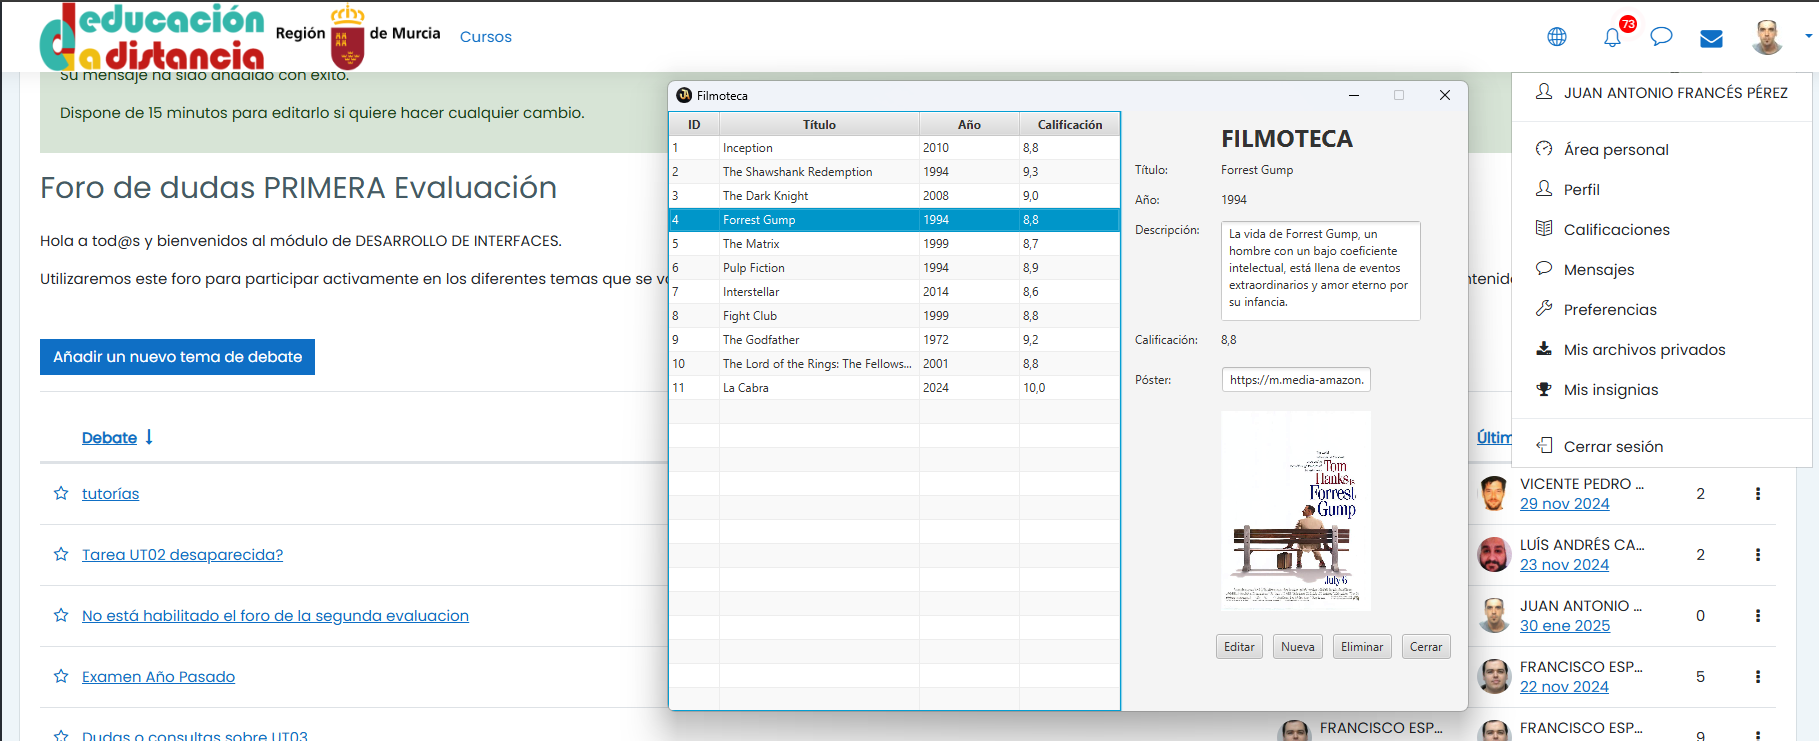 educación
a distancia
Región de Murcia
Cursos
73
Su mensaje ha sido añadido con éxito.
Dispone de 15 minutos para editarlo si quiere hacer cualquier cambio.
Foro de dudas PRIMERA Evaluación
Hola a tod@s y bienvenidos al módulo de DESARROLLO DE INTERFACES.
Utilizaremos este foro para participar activamente en los diferentes temas que se
Añadir un nuevo tema de debate
Debate
tutorías
Tarea UT02 desaparecida?
No está habilitado el foro de la segunda evaluacion
Examen Año Pasado
Dudas o consultas sobre UT03
Filmoteca
ID Título Año Calificación
1 Inception 2010 8,8
2 The Shawshank Redemption 1994 9,3
3 The Dark Knight 2008 9,0
4 Forrest Gump 1994 8,8
5 The Matrix 1999 8,7
6 Pulp Fiction 1994 8,9
7 Interstellar 2014 8,6
8 Fight Club 1999 8,8
9 The Godfather 1972 9,2
10 The Lord of the Rings: The Fellows... 2001 8,8
11 La Cabra 2024 10,0
FILMOTECA
Título: Forrest Gump
Año: 1994
Descripción:
La vida de Forrest Gump, un
hombre con un bajo coeficiente
intelectual, está llena de eventos
extraordinarios y amor eterno por
su infancia.
Calificación: 8,8
Póster: https://m.media-amazon.
Tom
Hanks is
Forrest
Gump
July 6
Editar Nueva Eliminar Cerrar
JUAN ANTONIO FRANCÉS PÉREZ
Área personal
Perfil
Calificaciones
Mensajes
Preferencias
Mis archivos privados
Mis insignias
Cerrar sesión
Últim
VICENTE PEDRO ... 2
29 nov 2024
LUÍS ANDRÉS CA... 2
23 nov 2024
JUAN ANTONIO ... 0
30 ene 2025
FRANCISCO ESP... 5
22 nov 2024
FRANCISCO ESP... FRANCISCO ESP... 9